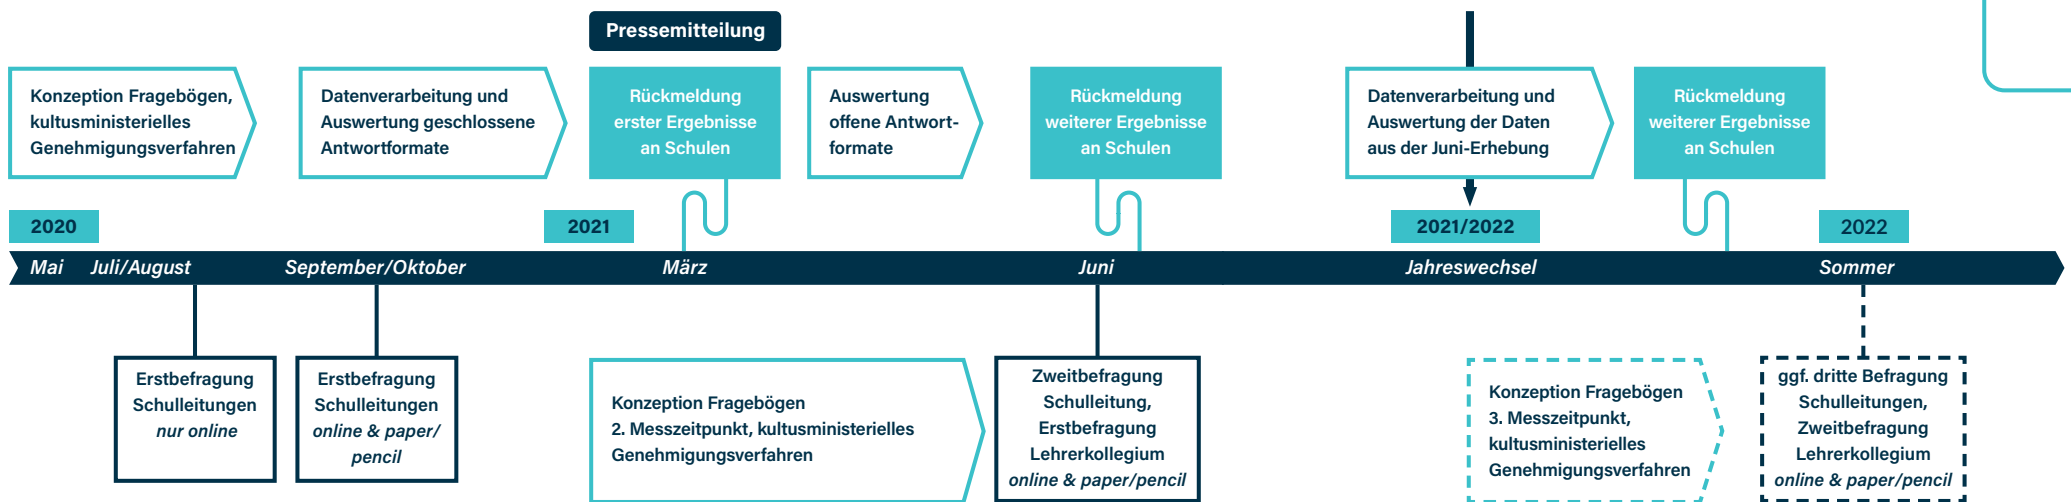 Pressemitteilung
Konzeption Fragebögen,
kultusministerielles
Genehmigungsverfahren
Datenverarbeitung und
Auswertung geschlossene
Antwortformate
Rückmeldung
erster Ergebnisse
an Schulen
Auswertung
offene Antwort-
formate
Rückmeldung
weiterer Ergebnisse
an Schulen
Datenverarbeitung und
Auswertung der Daten
aus der Juni-Erhebung
Rückmeldung
weiterer Ergebnisse
an Schulen
2020
2021
2021/2022
2022
Mai
Juli/August
September/Oktober
März
Juni
Jahreswechsel
Sommer
Erstbefragung
Schulleitungen
nur online
Erstbefragung
Schulleitungen
online & paper/
pencil
Konzeption Fragebögen
2. Messzeitpunkt, kultusministerielles
Genehmigungsverfahren
Zweitbefragung
Schulleitung,
Erstbefragung
Lehrerkollegium
online & paper/pencil
Konzeption Fragebögen
3. Messzeitpunkt,
kultusministerielles
Genehmigungsverfahren
ggf. dritte Befragung
Schulleitungen,
Zweitbefragung
Lehrerkollegium
online & paper/pencil